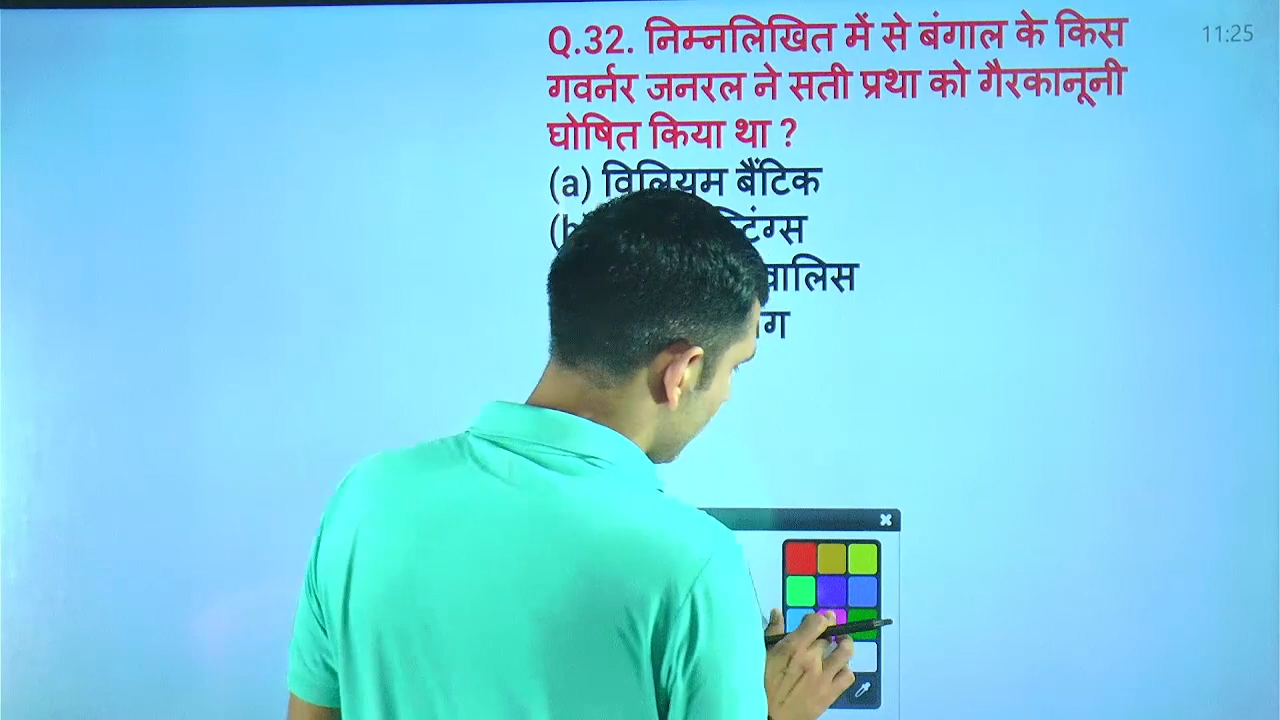 Q.32. निम्नलिखित में से बंगाल के किस
गवर्नर जनरल ने सती प्रथा को गैरकानूनी
घोषित किया था ?
(a) विलियम बैंटिक
11:25